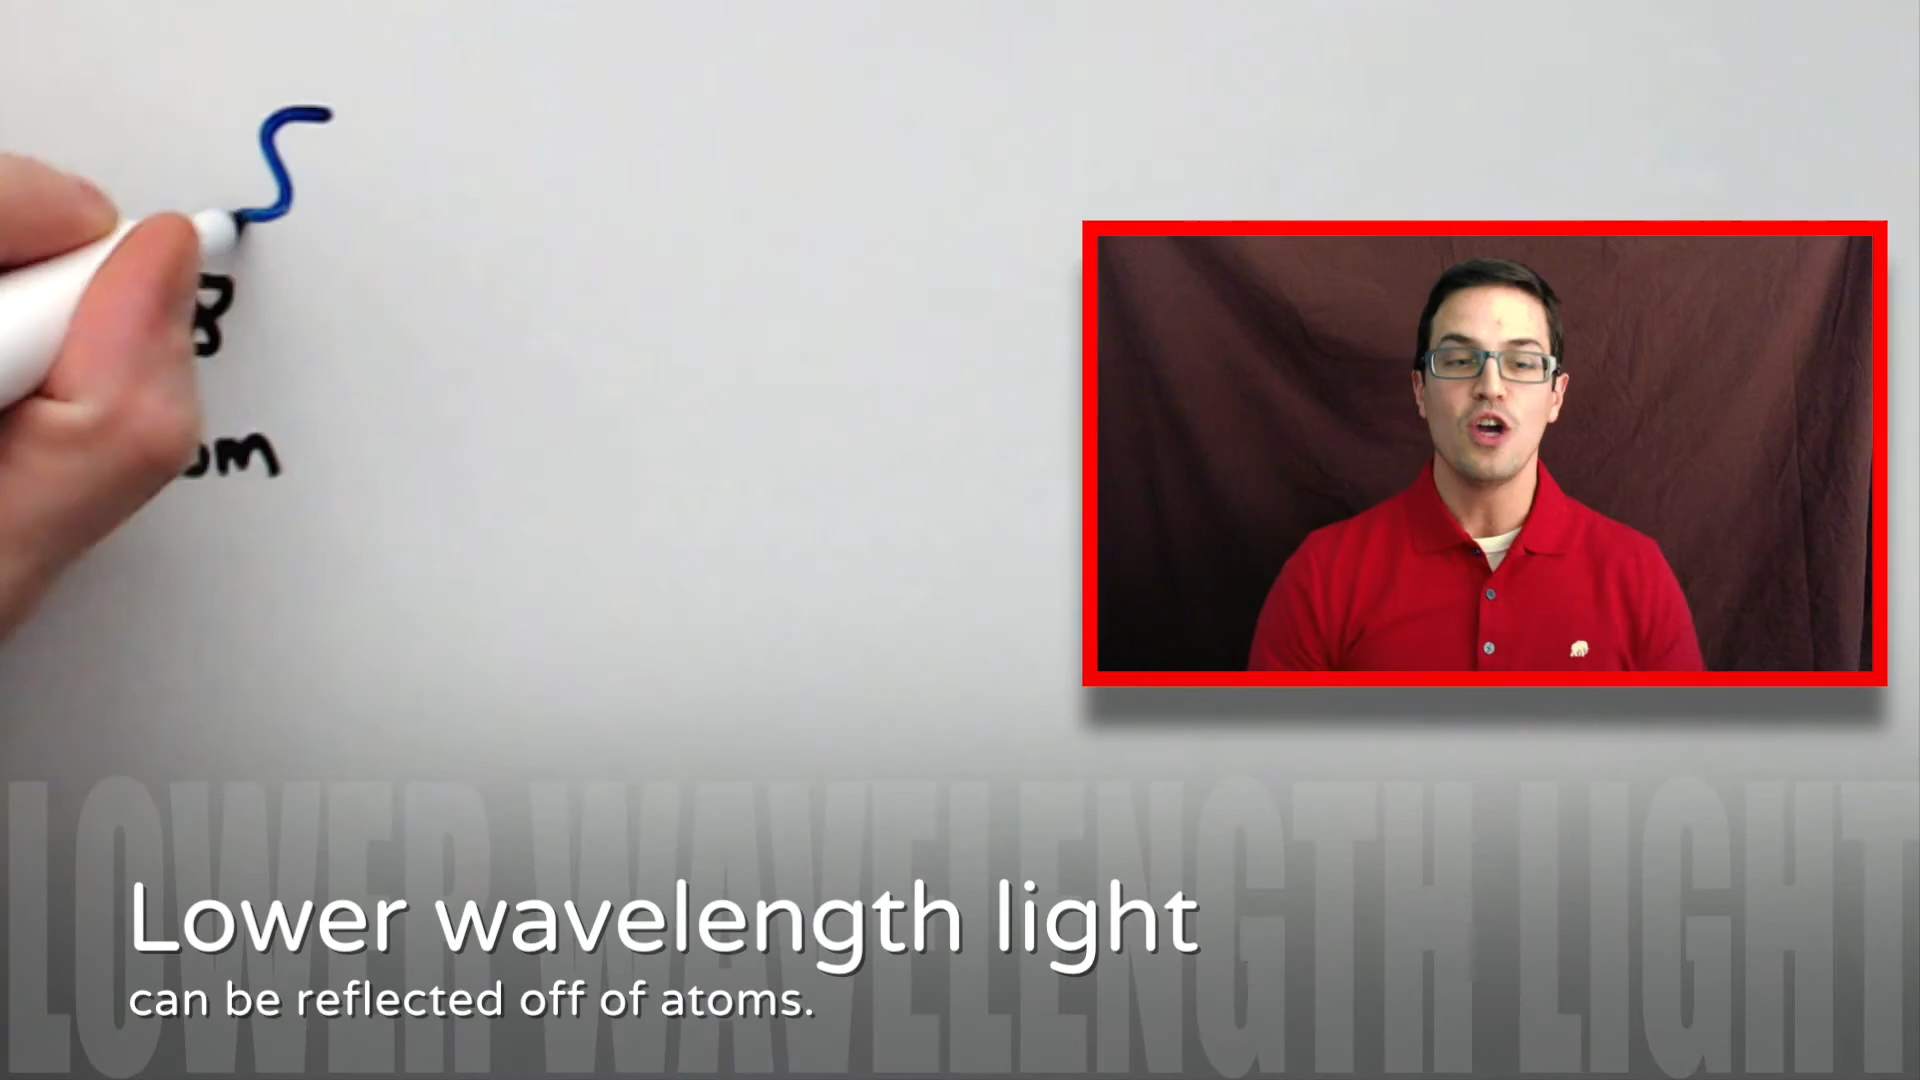 LOWER WAVELENGTH LIGHT
Lower wavelength light
can be reflected off of atoms.